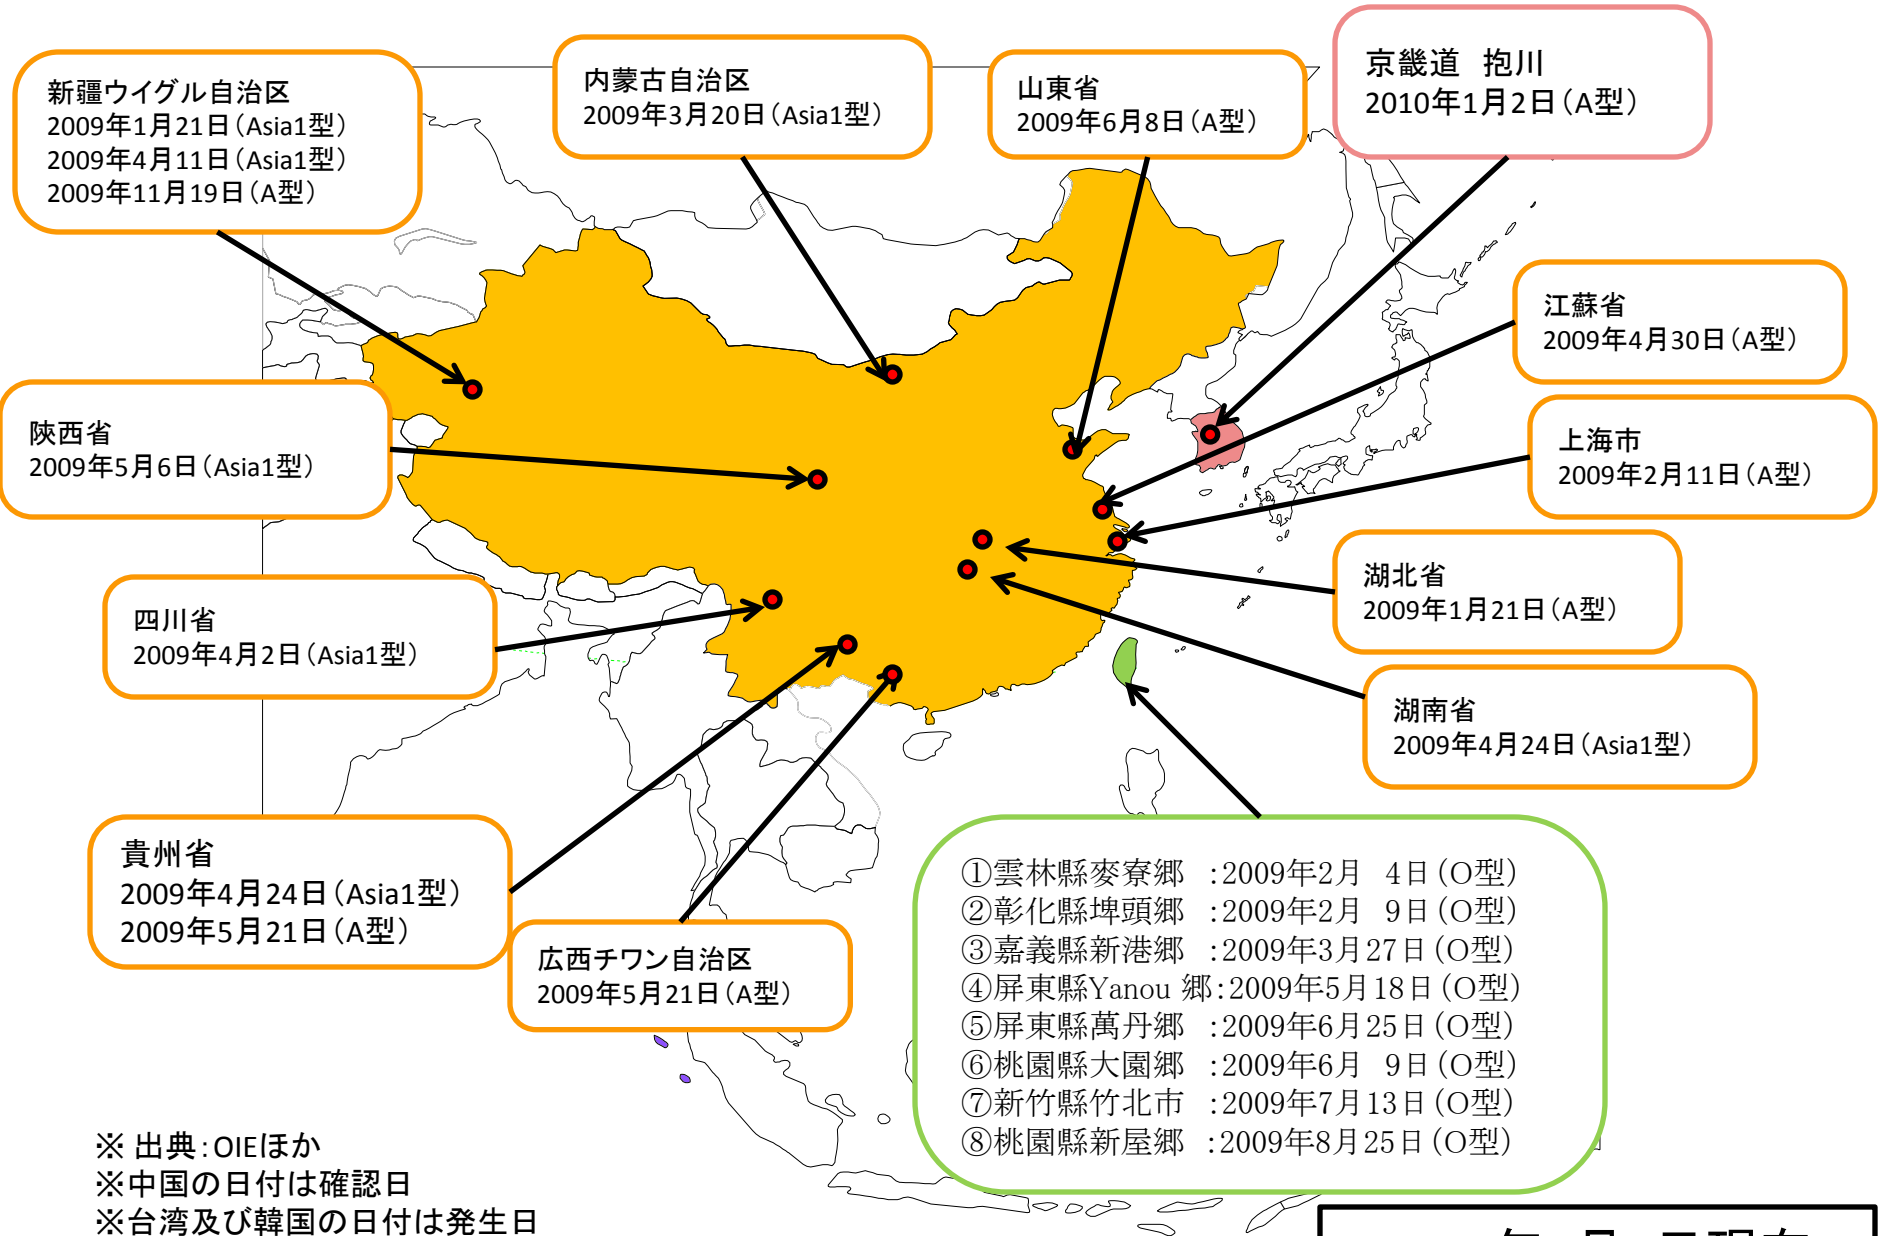 新疆ウイグル自治区
2009年1月21日（Asia1型）
2009年4月11日（Asia1型）
2009年11月19日（A型）
内蒙古自治区
2009年3月20日（Asia1型）
山東省
2009年6月8日（A型）
京畿道　抱川
2010年1月2日（A型）
江蘇省
2009年4月30日（A型）
陝西省
2009年5月6日（Asia1型）
上海市
2009年2月11日（A型）
湖北省
2009年1月21日（A型）
四川省
2009年4月2日（Asia1型）
湖南省
2009年4月24日（Asia1型）
貴州省
2009年4月24日（Asia1型）
2009年5月21日（A型）
広西チワン自治区
2009年5月21日（A型）
①雲林縣麥寮郷　：2009年2月　4日（O型）
②彰化縣埤頭郷　：2009年2月　9日（O型）
③嘉義縣新港郷　：2009年3月27日（O型）
④屏東縣Yanou 郷：2009年5月18日（O型）
⑤屏東縣萬丹郷　：2009年6月25日（O型）
⑥桃園縣大園郷　：2009年6月　9日（O型）
⑦新竹縣竹北市　：2009年7月13日（O型）
⑧桃園縣新屋郷　：2009年8月25日（O型）
※ 出典：OIEほか
※中国の日付は確認日
※台湾及び韓国の日付は発生日